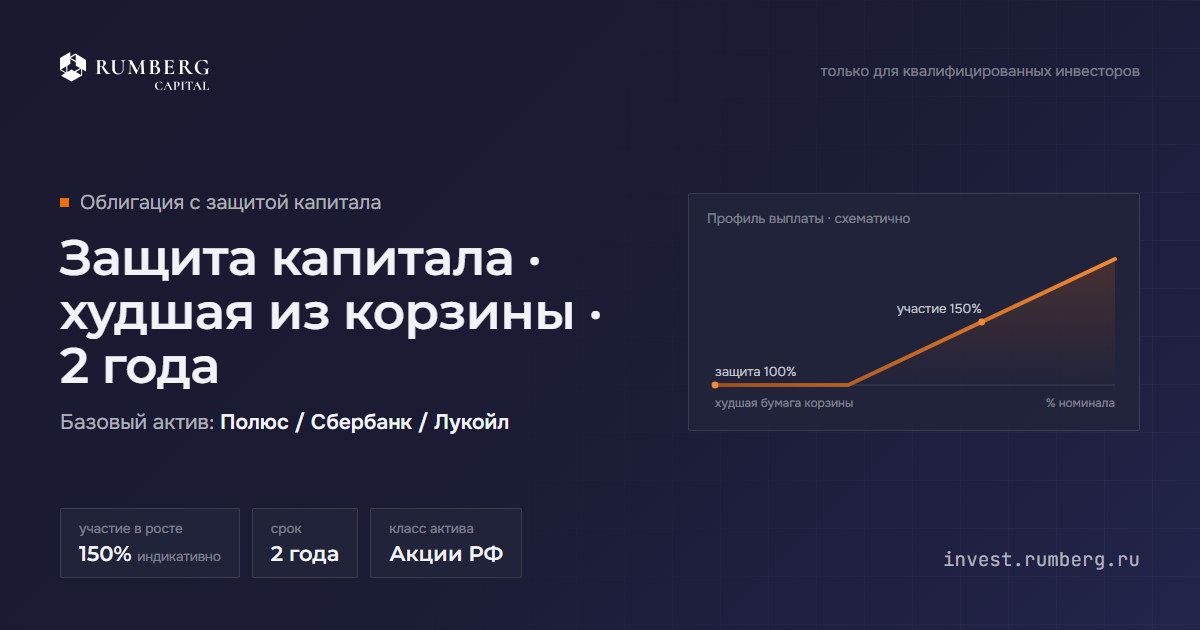 RUMBERG
CAPITAL
только для квалифицированных инвесторов
Облигация с защитой капитала
Защита капитала ·
худшая из корзины ·
2 года
Базовый актив: Полюс / Сбербанк / Лукойл
Профиль выплаты · схематично
участие 150%
защита 100%
худшая бумага корзины
% номинала
участие в росте
150% индикативно
срок
2 года
класс актива
Акции РФ
invest.rumberg.ru